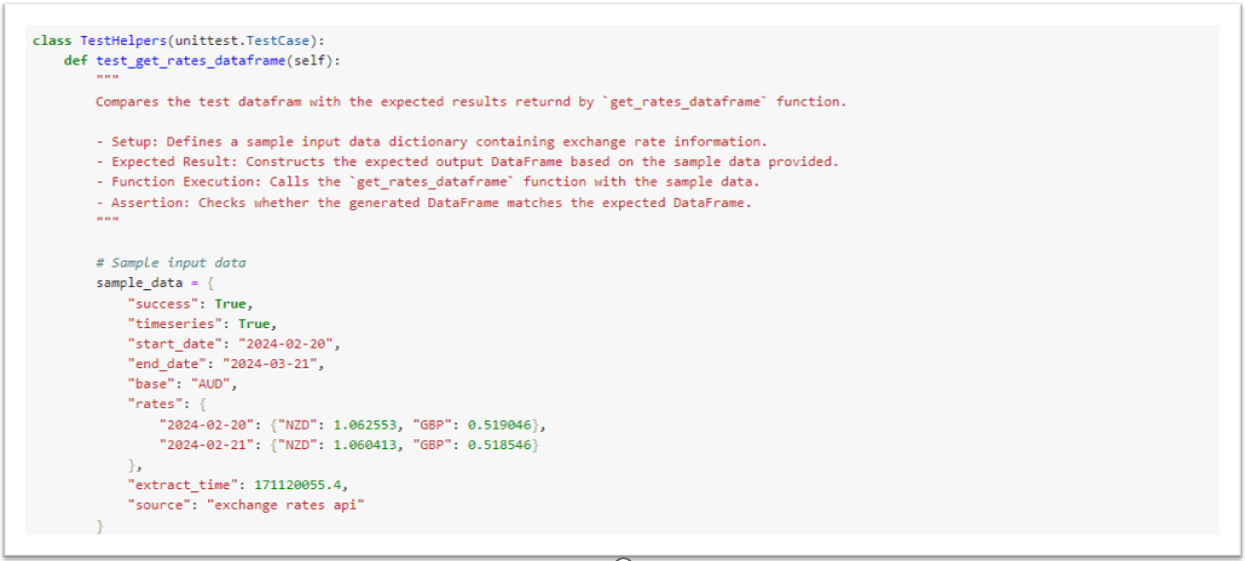 class TestHelpers(unittest.TestCase):
    def test_get_rates_dataframe(self):
        """
        Compares the test datafram with the expected results returnd by `get_rates_dataframe` function.

        - Setup: Defines a sample input data dictionary containing exchange rate information.
        - Expected Result: Constructs the expected output DataFrame based on the sample data provided.
        - Function Execution: Calls the `get_rates_dataframe` function with the sample data.
        - Assertion: Checks whether the generated DataFrame matches the expected DataFrame.
        """

        # Sample input data
        sample_data = {
            "success": True,
            "timeseries": True,
            "start_date": "2024-02-20",
            "end_date": "2024-03-21",
            "base": "AUD",
            "rates": {
                "2024-02-20": {"NZD": 1.062553, "GBP": 0.519046},
                "2024-02-21": {"NZD": 1.060413, "GBP": 0.518546}
            },
            "extract_time": 171120055.4,
            "source": "exchange rates api"
        }